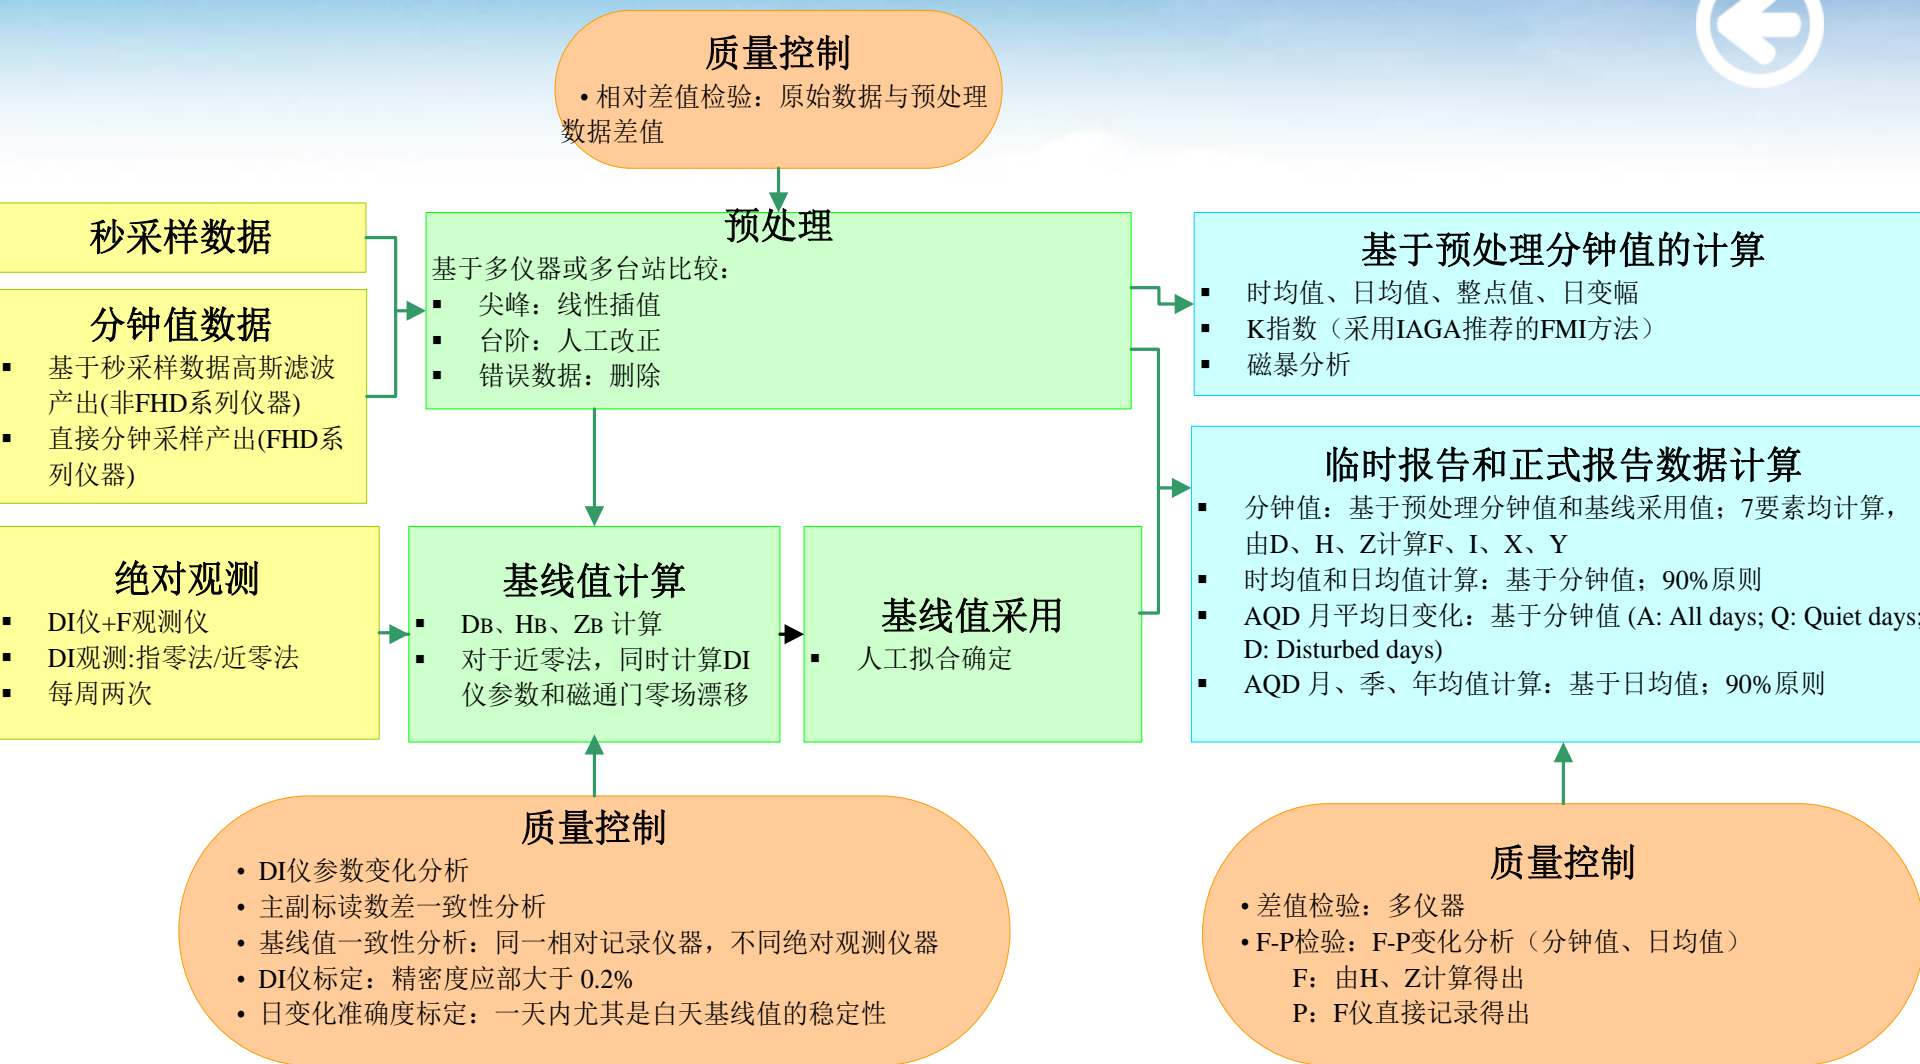 质量控制
• 相对差值检验：原始数据与预处理
数据差值
秒采样数据
分钟值数据
▪ 基于秒采样数据高斯滤波
产出(非FHD系列仪器)
▪ 直接分钟采样产出(FHD系
列仪器)
预处理
基于多仪器或多台站比较：
▪ 尖峰：线性插值
▪ 台阶：人工改正
▪ 错误数据：删除
基于预处理分钟值的计算
▪ 时均值、日均值、整点值、日变幅
▪ K指数（采用IAGA推荐的FMI方法）
▪ 磁暴分析
绝对观测
▪ DI仪+F观测仪
▪ DI观测:指零法/近零法
▪ 每周两次
基线值计算
▪ DB、HB、ZB 计算
▪ 对于近零法，同时计算DI
仪参数和磁通门零场漂移
基线值采用
▪ 人工拟合确定
临时报告和正式报告数据计算
▪ 分钟值：基于预处理分钟值和基线采用值；7要素均计算，
由D、H、Z计算F、I、X、Y
▪ 时均值和日均值计算：基于分钟值；90%原则
▪ AQD 月平均日变化：基于分钟值 (A: All days; Q: Quiet days;
D: Disturbed days)
▪ AQD 月、季、年均值计算：基于日均值；90%原则
质量控制
• DI仪参数变化分析
• 主副标读数差一致性分析
• 基线值一致性分析：同一相对记录仪器，不同绝对观测仪器
• DI仪标定：精密度应部大于 0.2%
• 日变化准确度标定：一天内尤其是白天基线值的稳定性
质量控制
• 差值检验：多仪器
• F-P检验：F-P变化分析（分钟值、日均值）
F：由H、Z计算得出
P：F仪直接记录得出